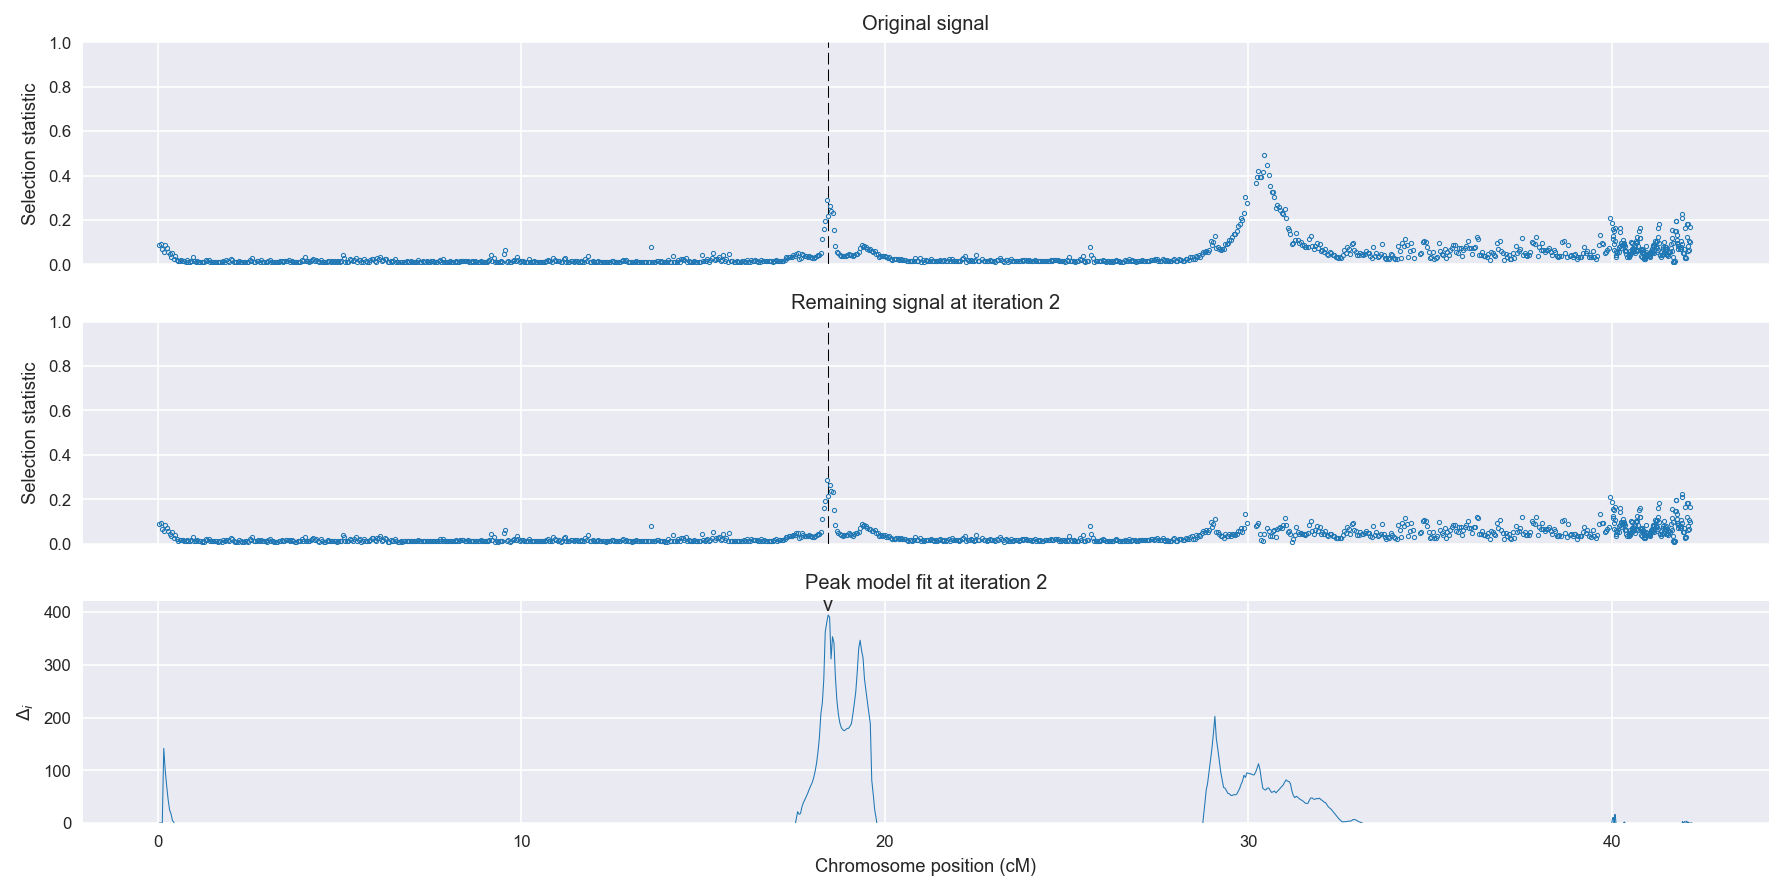 Original signal
Selection statistic
1.0
0.8
0.6
0.4
0.2
0.0
Remaining signal at iteration 2
Selection statistic
1.0
0.8
0.6
0.4
0.2
0.0
Peak model fit at iteration 2
v
Δi
400
300
200
100
0
0 10 20 30 40
Chromosome position (cM)